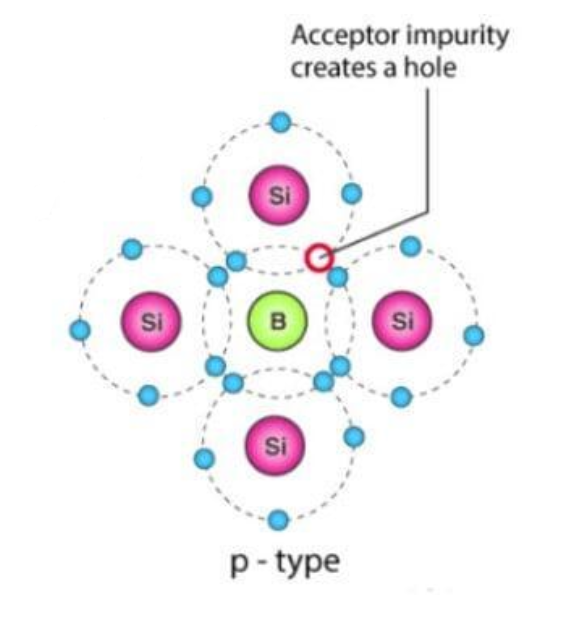 Acceptor impurity
creates a hole
Si
Si
B
Si
Si
p - type